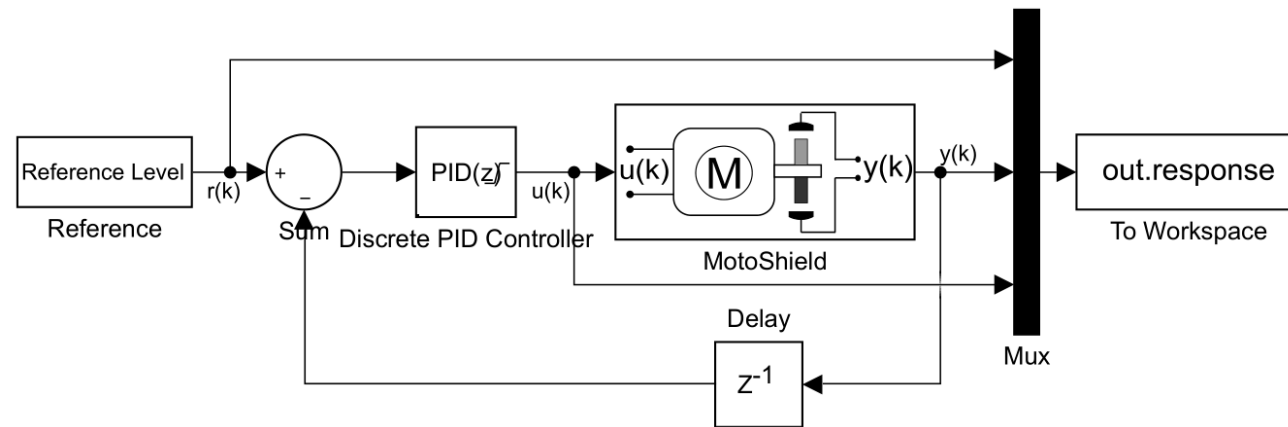 Reference Level
Reference
r(k)
+
−
Sum
PID(z)
Discrete PID Controller
u(k)
u(k)
M
y(k)
MotoShield
y(k)
Delay
Z-1
Mux
out.response
To Workspace